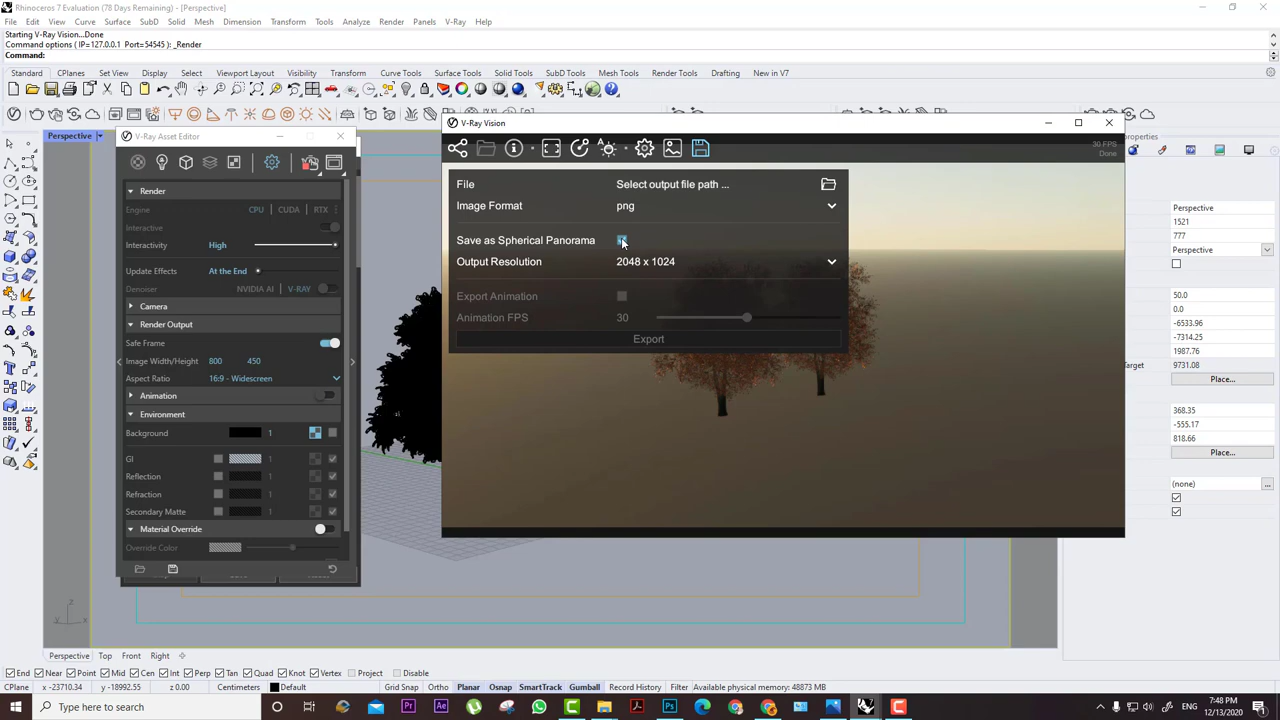 Rhinoceros 7 Evaluation (78 Days Remaining) - [Perspective]
File Edit View Curve Surface SubD Solid Mesh Dimension Transform Tools Analyze Render Panels V-Ray Help
Starting V-Ray Vision...Done
Command options ( IP=127.0.0.1 Port=54545 ): _Render
Command:
Standard CPlanes Set View Display Select Viewport Layout Visibility Transform Curve Tools Surface Tools Solid Tools SubD Tools Mesh Tools Render Tools Drafting New in V7
Perspective
V-Ray Asset Editor
Render
Engine CPU | CUDA | RTX
Interactive
Interactivity High
Update Effects At the End
Denoiser NVIDIA AI | V-RAY
Camera
Render Output
Safe Frame
Image Width/Height 800 450
Aspect Ratio 16:9 - Widescreen
Animation
Environment
Background 1
GI 1
Reflection 1
Refraction 1
Secondary Matte 1
Material Override
Override Color
V-Ray Vision
30 FPS
Done
File Select output file path ...
Image Format png
Save as Spherical Panorama
Output Resolution 2048 x 1024
Export Animation
Animation FPS 30
Export
Perspective
1521
777
Perspective
50.0
0.0
-6533.96
-7314.25
1987.76
Target 9731.08
Place...
368.35
-555.17
818.66
Place...
(none) ...
z
x
Perspective Top Front Right
End Near Point Mid Cen Int Perp Tan Quad Knot Vertex Project Disable
CPlane x -23710.34 y -18992.55 z 0.00 Centimeters Default Grid Snap Ortho Planar Osnap SmartTrack Gumball Record History Filter Available physical memory: 48873 MB
Type here to search
7:48 PM
12/13/2020